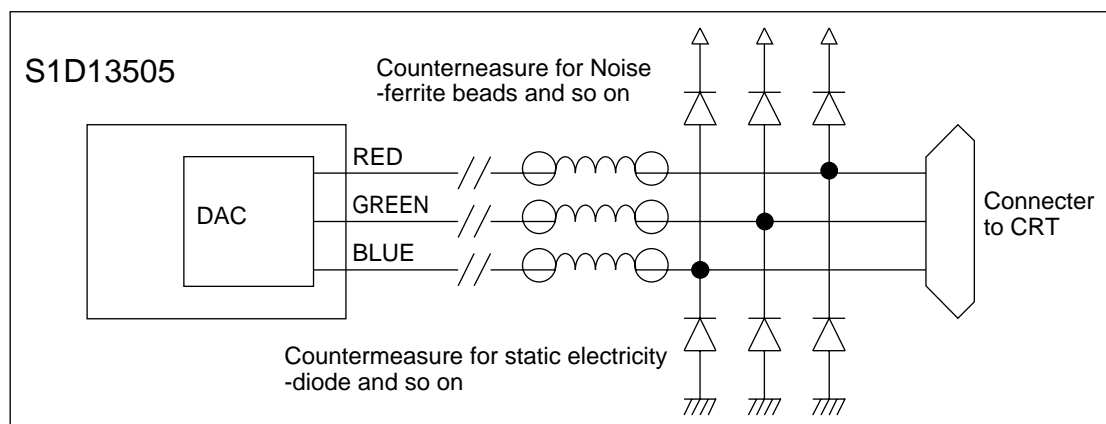 S1D13505
Counterneasure for Noise
-ferrite beads and so on
RED
GREEN
BLUE
DAC
Connecter
to CRT
Countermeasure for static electricity
-diode and so on